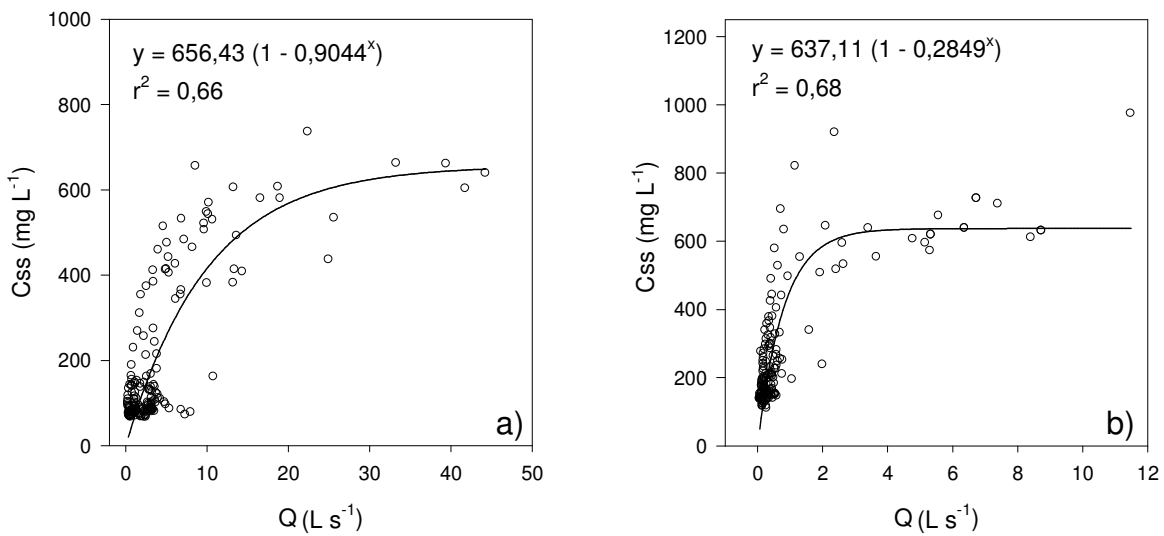 y = 656,43 (1 - 0,9044^x)
r^2 = 0,66
1000
800
600
400
200
0
Css (mg L^-1)
0 10 20 30 40 50
Q (L s^-1)
a)
y = 637,11 (1 - 0,2849^x)
r^2 = 0,68
1200
1000
800
600
400
200
0
Css (mg L^-1)
0 2 4 6 8 10 12
Q (L s^-1)
b)